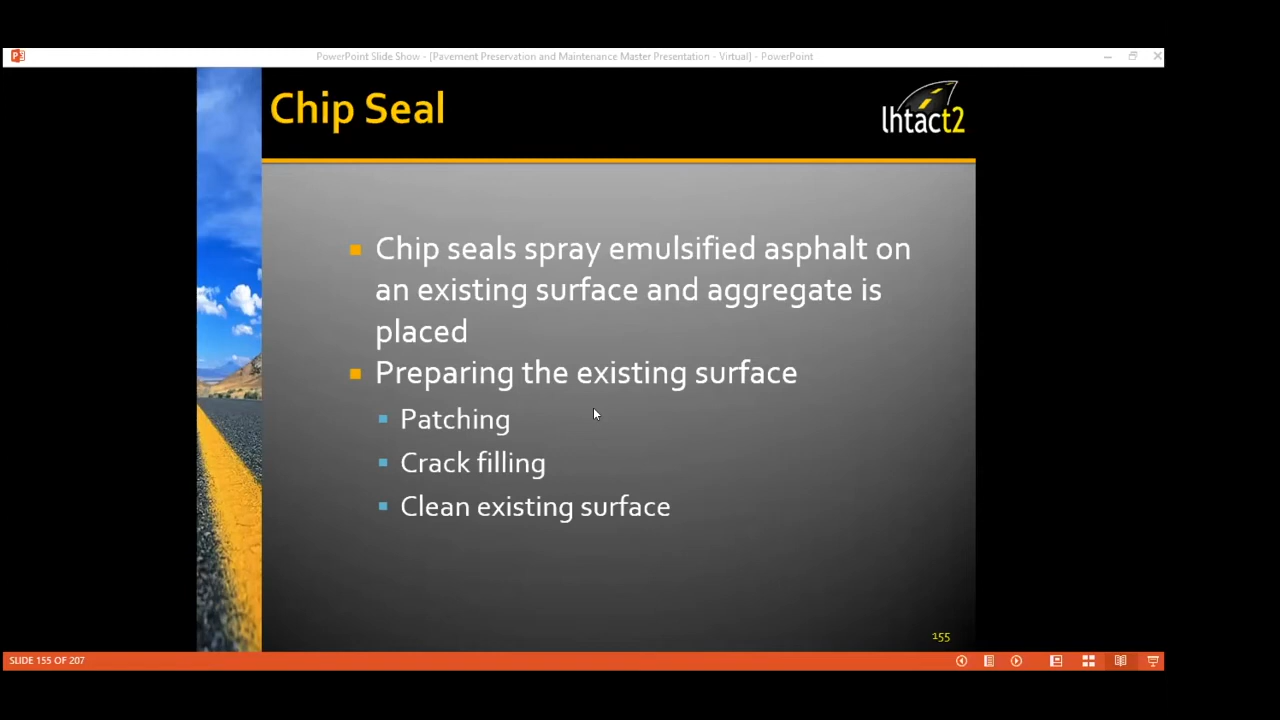 PowerPoint Slide Show - [Pavement Preservation and Maintenance Master Presentation - Virtual] - PowerPoint
Chip Seal
lhtact2
Chip seals spray emulsified asphalt on
an existing surface and aggregate is
placed
Preparing the existing surface
Patching
Crack filling
Clean existing surface
155
SLIDE 155 OF 207